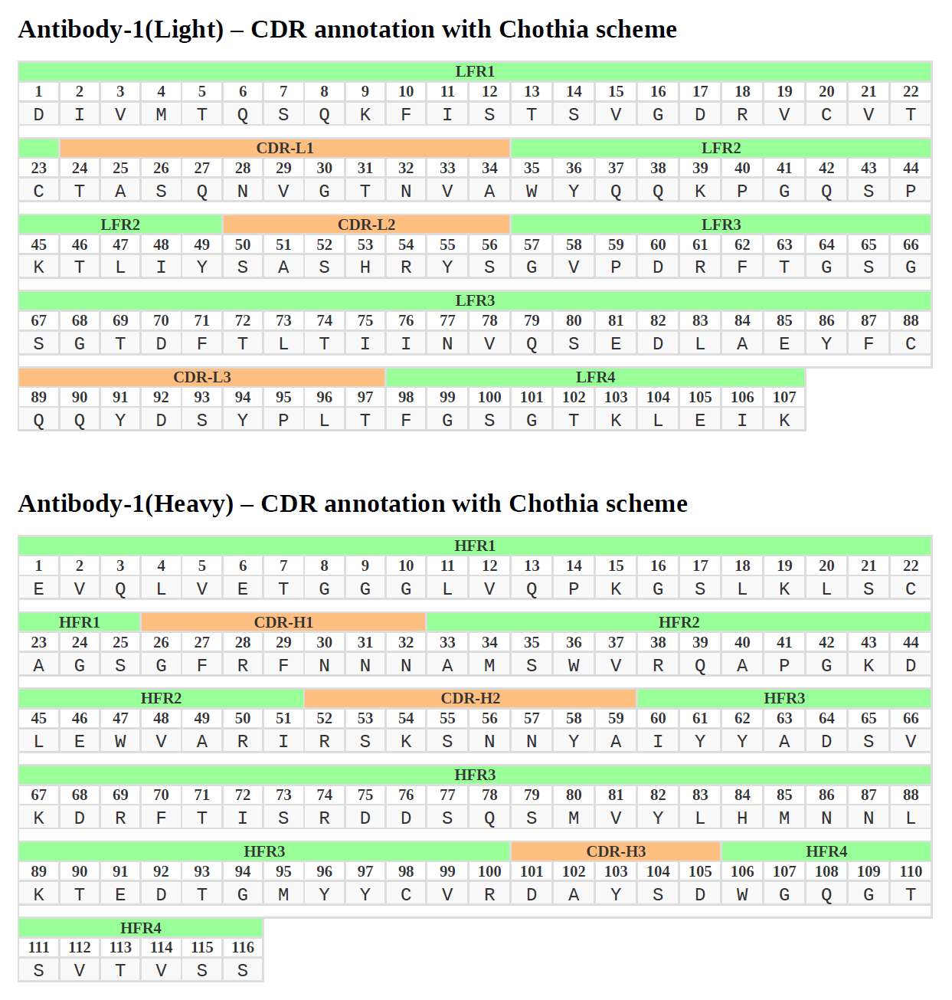 Antibody-1(Light) – CDR annotation with Chothia scheme
LFR1
1 2 3 4 5 6 7 8 9 10 11 12 13 14 15 16 17 18 19 20 21 22
D I V M T Q S Q K F I S T S V G D R V C V T
CDR-L1 LFR2
23 24 25 26 27 28 29 30 31 32 33 34 35 36 37 38 39 40 41 42 43 44
C T A S Q N V G T N V A W Y Q Q K P G Q S P
LFR2 CDR-L2 LFR3
45 46 47 48 49 50 51 52 53 54 55 56 57 58 59 60 61 62 63 64 65 66
K T L I Y S A S H R Y S G V P D R F T G S G
LFR3
67 68 69 70 71 72 73 74 75 76 77 78 79 80 81 82 83 84 85 86 87 88
S G T D F T L T I I N V Q S E D L A E Y F C
CDR-L3 LFR4
89 90 91 92 93 94 95 96 97 98 99 100 101 102 103 104 105 106 107
Q Q Y D S Y P L T F G S G T K L E I K
Antibody-1(Heavy) – CDR annotation with Chothia scheme
HFR1
1 2 3 4 5 6 7 8 9 10 11 12 13 14 15 16 17 18 19 20 21 22
E V Q L V E T G G G L V Q P K G S L K L S C
HFR1 CDR-H1 HFR2
23 24 25 26 27 28 29 30 31 32 33 34 35 36 37 38 39 40 41 42 43 44
A G S G F R F N N N A M S W V R Q A P G K D
HFR2 CDR-H2 HFR3
45 46 47 48 49 50 51 52 53 54 55 56 57 58 59 60 61 62 63 64 65 66
L E W V A R I R S K S N N Y A I Y Y A D S V
HFR3
67 68 69 70 71 72 73 74 75 76 77 78 79 80 81 82 83 84 85 86 87 88
K D R F T I S R D D S Q S M V Y L H M N N L
HFR3 CDR-H3 HFR4
89 90 91 92 93 94 95 96 97 98 99 100 101 102 103 104 105 106 107 108 109 110
K T E D T G M Y Y C V R D A Y S D W G Q G T
HFR4
111 112 113 114 115 116
S V T V S S